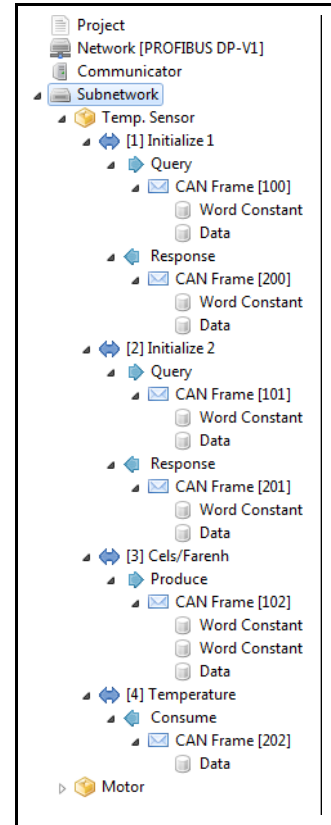 Project
Network [PROFIBUS DP-V1]
Communicator
Subnetwork
Temp. Sensor
[1] Initialize 1
Query
CAN Frame [100]
Word Constant
Data
Response
CAN Frame [200]
Word Constant
Data
[2] Initialize 2
Query
CAN Frame [101]
Word Constant
Data
Response
CAN Frame [201]
Word Constant
Data
[3] Cels/Farenh
Produce
CAN Frame [102]
Word Constant
Word Constant
Data
[4] Temperature
Consume
CAN Frame [202]
Data
Motor